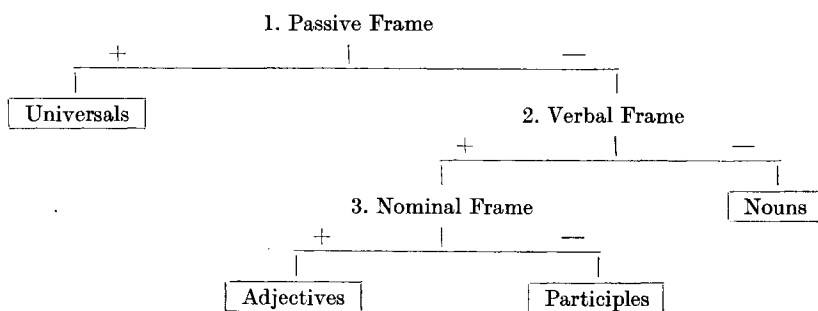 1. Passive Frame
+ —
Universals
2. Verbal Frame
+ —
3. Nominal Frame
Nouns
+ —
Adjectives Participles